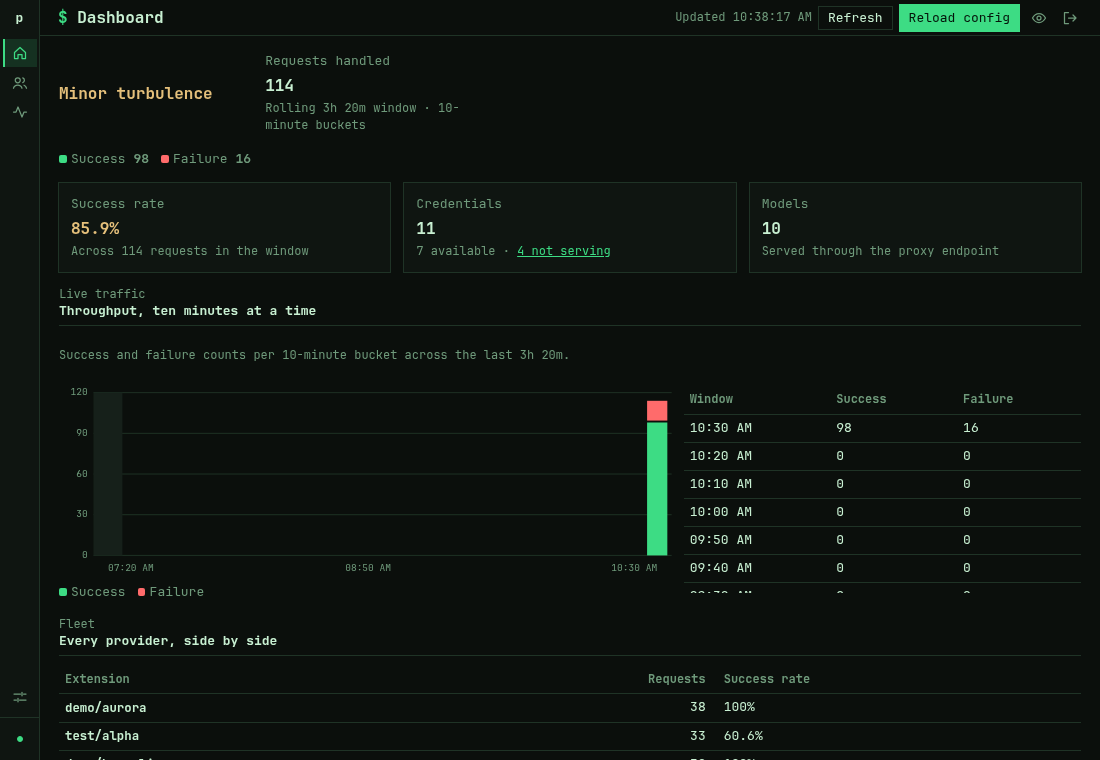 p
$ Dashboard
Updated 10:38:17 AM
Refresh
Reload config
Minor turbulence
Requests handled
114
Rolling 3h 20m window · 10-
minute buckets
Success 98 Failure 16
Success rate
85.9%
Across 114 requests in the window
Credentials
11
7 available · 4 not serving
Models
10
Served through the proxy endpoint
Live traffic
Throughput, ten minutes at a time
Success and failure counts per 10-minute bucket across the last 3h 20m.
120
90
60
30
0
07:20 AM 08:50 AM 10:30 AM
Success Failure
Window Success Failure
10:30 AM 98 16
10:20 AM 0 0
10:10 AM 0 0
10:00 AM 0 0
09:50 AM 0 0
09:40 AM 0 0
Fleet
Every provider, side by side
Extension Requests Success rate
demo/aurora 38 100%
test/alpha 33 60.6%